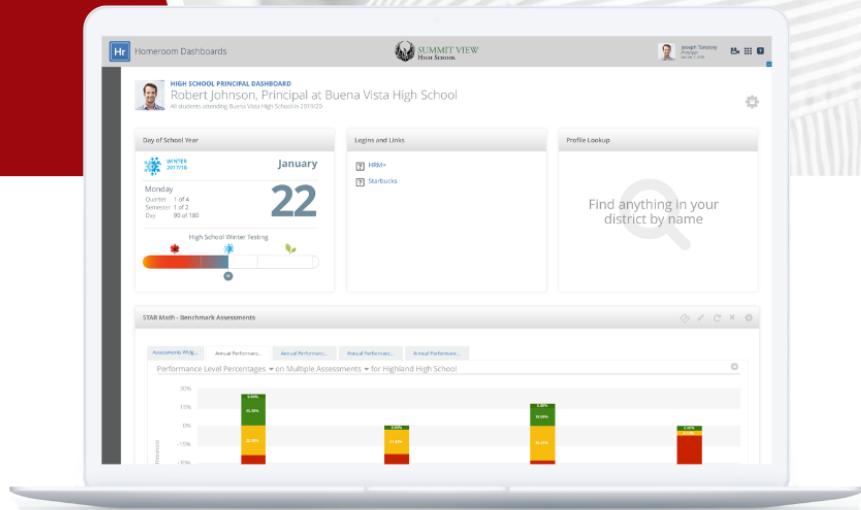 Hr Homeroom Dashboards
SUMMIT VIEW
HIGH SCHOOL
Principal
HIGH SCHOOL PRINCIPAL DASHBOARD
Robert Johnson, Principal at Buena Vista High School
All students attending Buena Vista High School in 2019/20
Day of School Year
WINTER
2017/18
January
Monday
22
Quarter 1 of 4
Semester 1 of 2
Day 90 of 180
High School Winter Testing
Logins and Links
HRM+
Starbucks
Profile Lookup
Find anything in your
district by name
STAR Math - Benchmark Assessments
Assessments Widg...
Annual Performanc...
Annual Performanc...
Annual Performanc...
Annual Performanc...
Performance Level Percentages on Multiple Assessments for Highland High School
30%
15%
0%
-15%
-30%